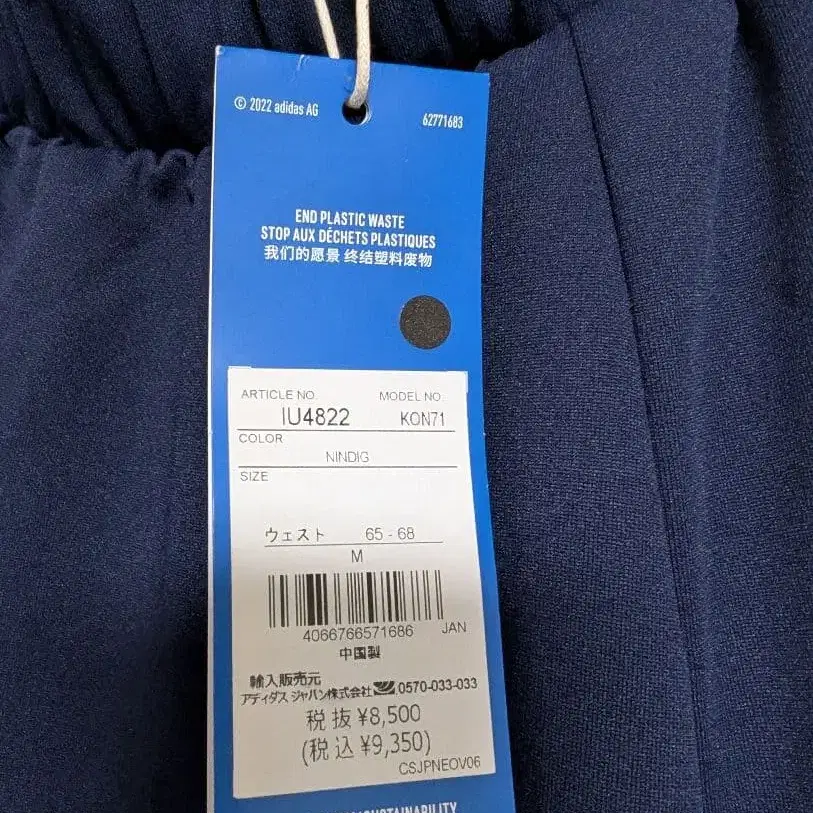 © 2022 adidas AG
62771683
END PLASTIC WASTE
STOP AUX DÉCHETS PLASTIQUES
我们的愿景 终结塑料废物
ARTICLE NO. MODEL NO.
IU4822 KON71
COLOR
NINDIG
SIZE
ウェスト 65 - 68
M
4066766571686 JAN
中国製
輸入販売元
アディダス ジャパン株式会社 0570-033-033
税抜 ¥8,500
(税込 ¥9,350)
CSJPNEOV06
SUSTAINABILITY